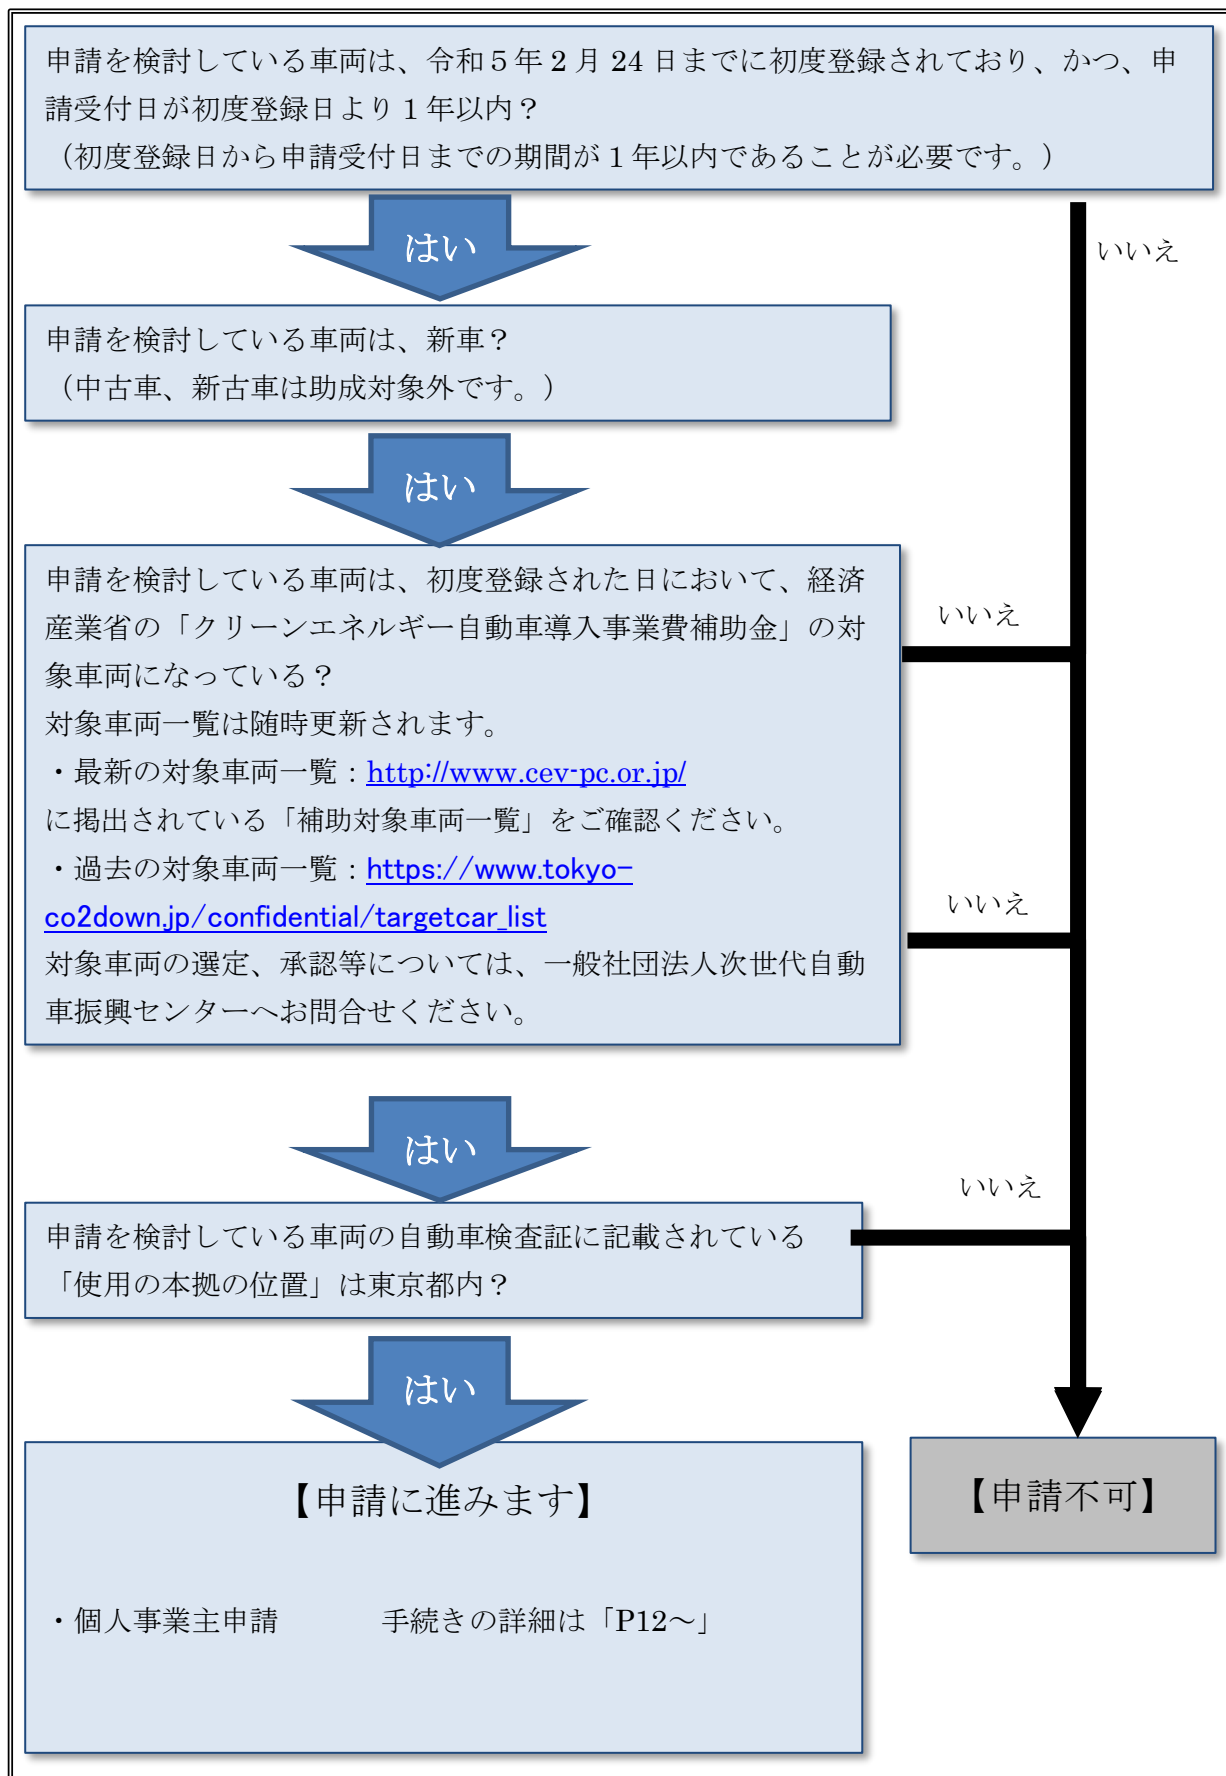 申請を検討している車両は、令和５年 2 月 24 日までに初度登録されており、かつ、申
請受付日が初度登録日より 1 年以内？
（初度登録日から申請受付日までの期間が 1 年以内であることが必要です。）
はい
いいえ
申請を検討している車両は、新車？
（中古車、新古車は助成対象外です。）
はい
申請を検討している車両は、初度登録された日において、経済
産業省の「クリーンエネルギー自動車導入事業費補助金」の対
象車両になっている？
対象車両一覧は随時更新されます。
・最新の対象車両一覧：http://www.cev-pc.or.jp/
に掲出されている「補助対象車両一覧」をご確認ください。
・過去の対象車両一覧：https://www.tokyo-
co2down.jp/confidential/targetcar_list
対象車両の選定、承認等については、一般社団法人次世代自動
車振興センターへお問合せください。
いいえ
いいえ
はい
いいえ
申請を検討している車両の自動車検査証に記載されている
「使用の本拠の位置」は東京都内？
はい
【申請に進みます】
・個人事業主申請　　　　手続きの詳細は「P12～」
【申請不可】